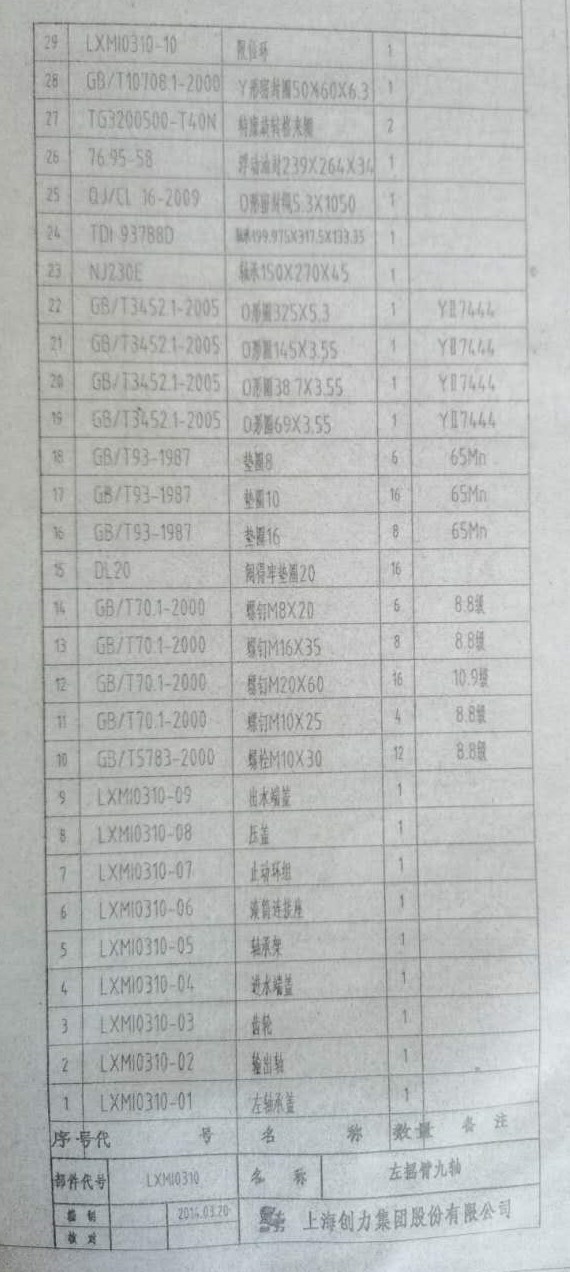 29 LXMI0310-10 限位环 1
28 GB/T10708.1-2000 Y形密封圈50X60X6.3 1
27 TG3200500-T40N 特康旋转格来圈 2
26 76.95-58 浮动油封239X264X34 1
25 QJ/CL 16-2009 O形密封绳5.3X1050 1
24 TDI 93788D 轴承199.975X317.5X133.35 1
23 NJ230E 轴承150X270X45 1
22 GB/T3452.1-2005 O形圈325X5.3 1 YⅡ7444
21 GB/T3452.1-2005 O形圈145X3.55 1 YⅡ7444
20 GB/T3452.1-2005 O形圈38.7X3.55 1 YⅡ7444
19 GB/T3452.1-2005 O形圈69X3.55 1 YⅡ7444
18 GB/T93-1987 垫圈8 6 65Mn
17 GB/T93-1987 垫圈10 16 65Mn
16 GB/T93-1987 垫圈16 8 65Mn
15 DL20 垫圈20 16
14 GB/T70.1-2000 螺钉M8X20 6 8.8级
13 GB/T70.1-2000 螺钉M16X35 8 8.8级
12 GB/T70.1-2000 螺钉M20X60 16 10.9级
11 GB/T70.1-2000 螺钉M10X25 4 8.8级
10 GB/T5783-2000 螺栓M10X30 12 8.8级
9 LXMI0310-09 出水端盖 1
8 LXMI0310-08 压盖 1
7 LXMI0310-07 止动环组 1
6 LXMI0310-06 滚筒连接座 1
5 LXMI0310-05 轴承架 1
4 LXMI0310-04 进水端盖 1
3 LXMI0310-03 齿轮 1
2 LXMI0310-02 输出轴 1
1 LXMI0310-01 左轴承盖 1
序号 代号 名称 数量 备注
部件代号 LXMI0310 名称 左摇臂九轴
编制 2014.03.20 上海创力集团股份有限公司
校对